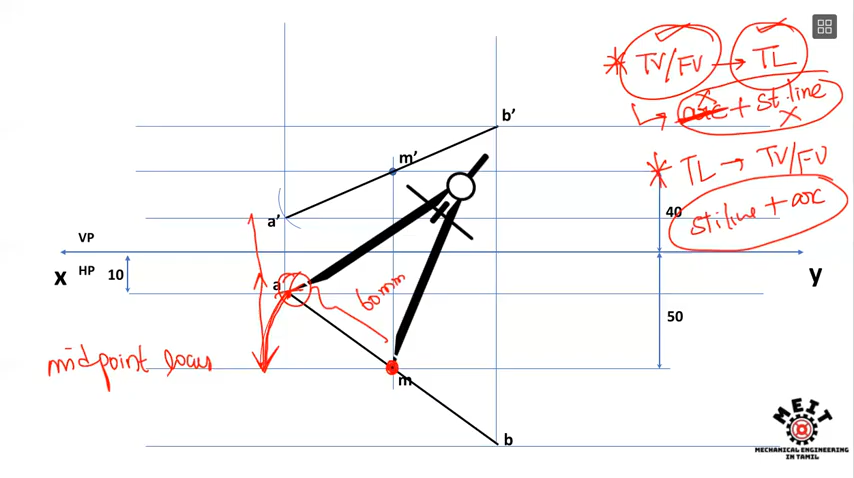 * TV/FV → TL
+ St.line
* TL → TV/FV
st.line + arc
b'
m'
a'
40
VP
HP
x
y
10
a
60mm
50
midpoint locus
m
b
MEIT
MECHANICAL ENGINEERING
IN TAMIL